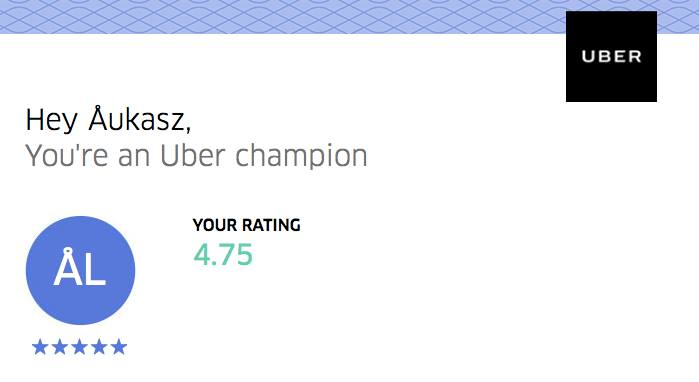 UBER
Hey Åukasz,
You're an Uber champion
ÅL
YOUR RATING
4.75